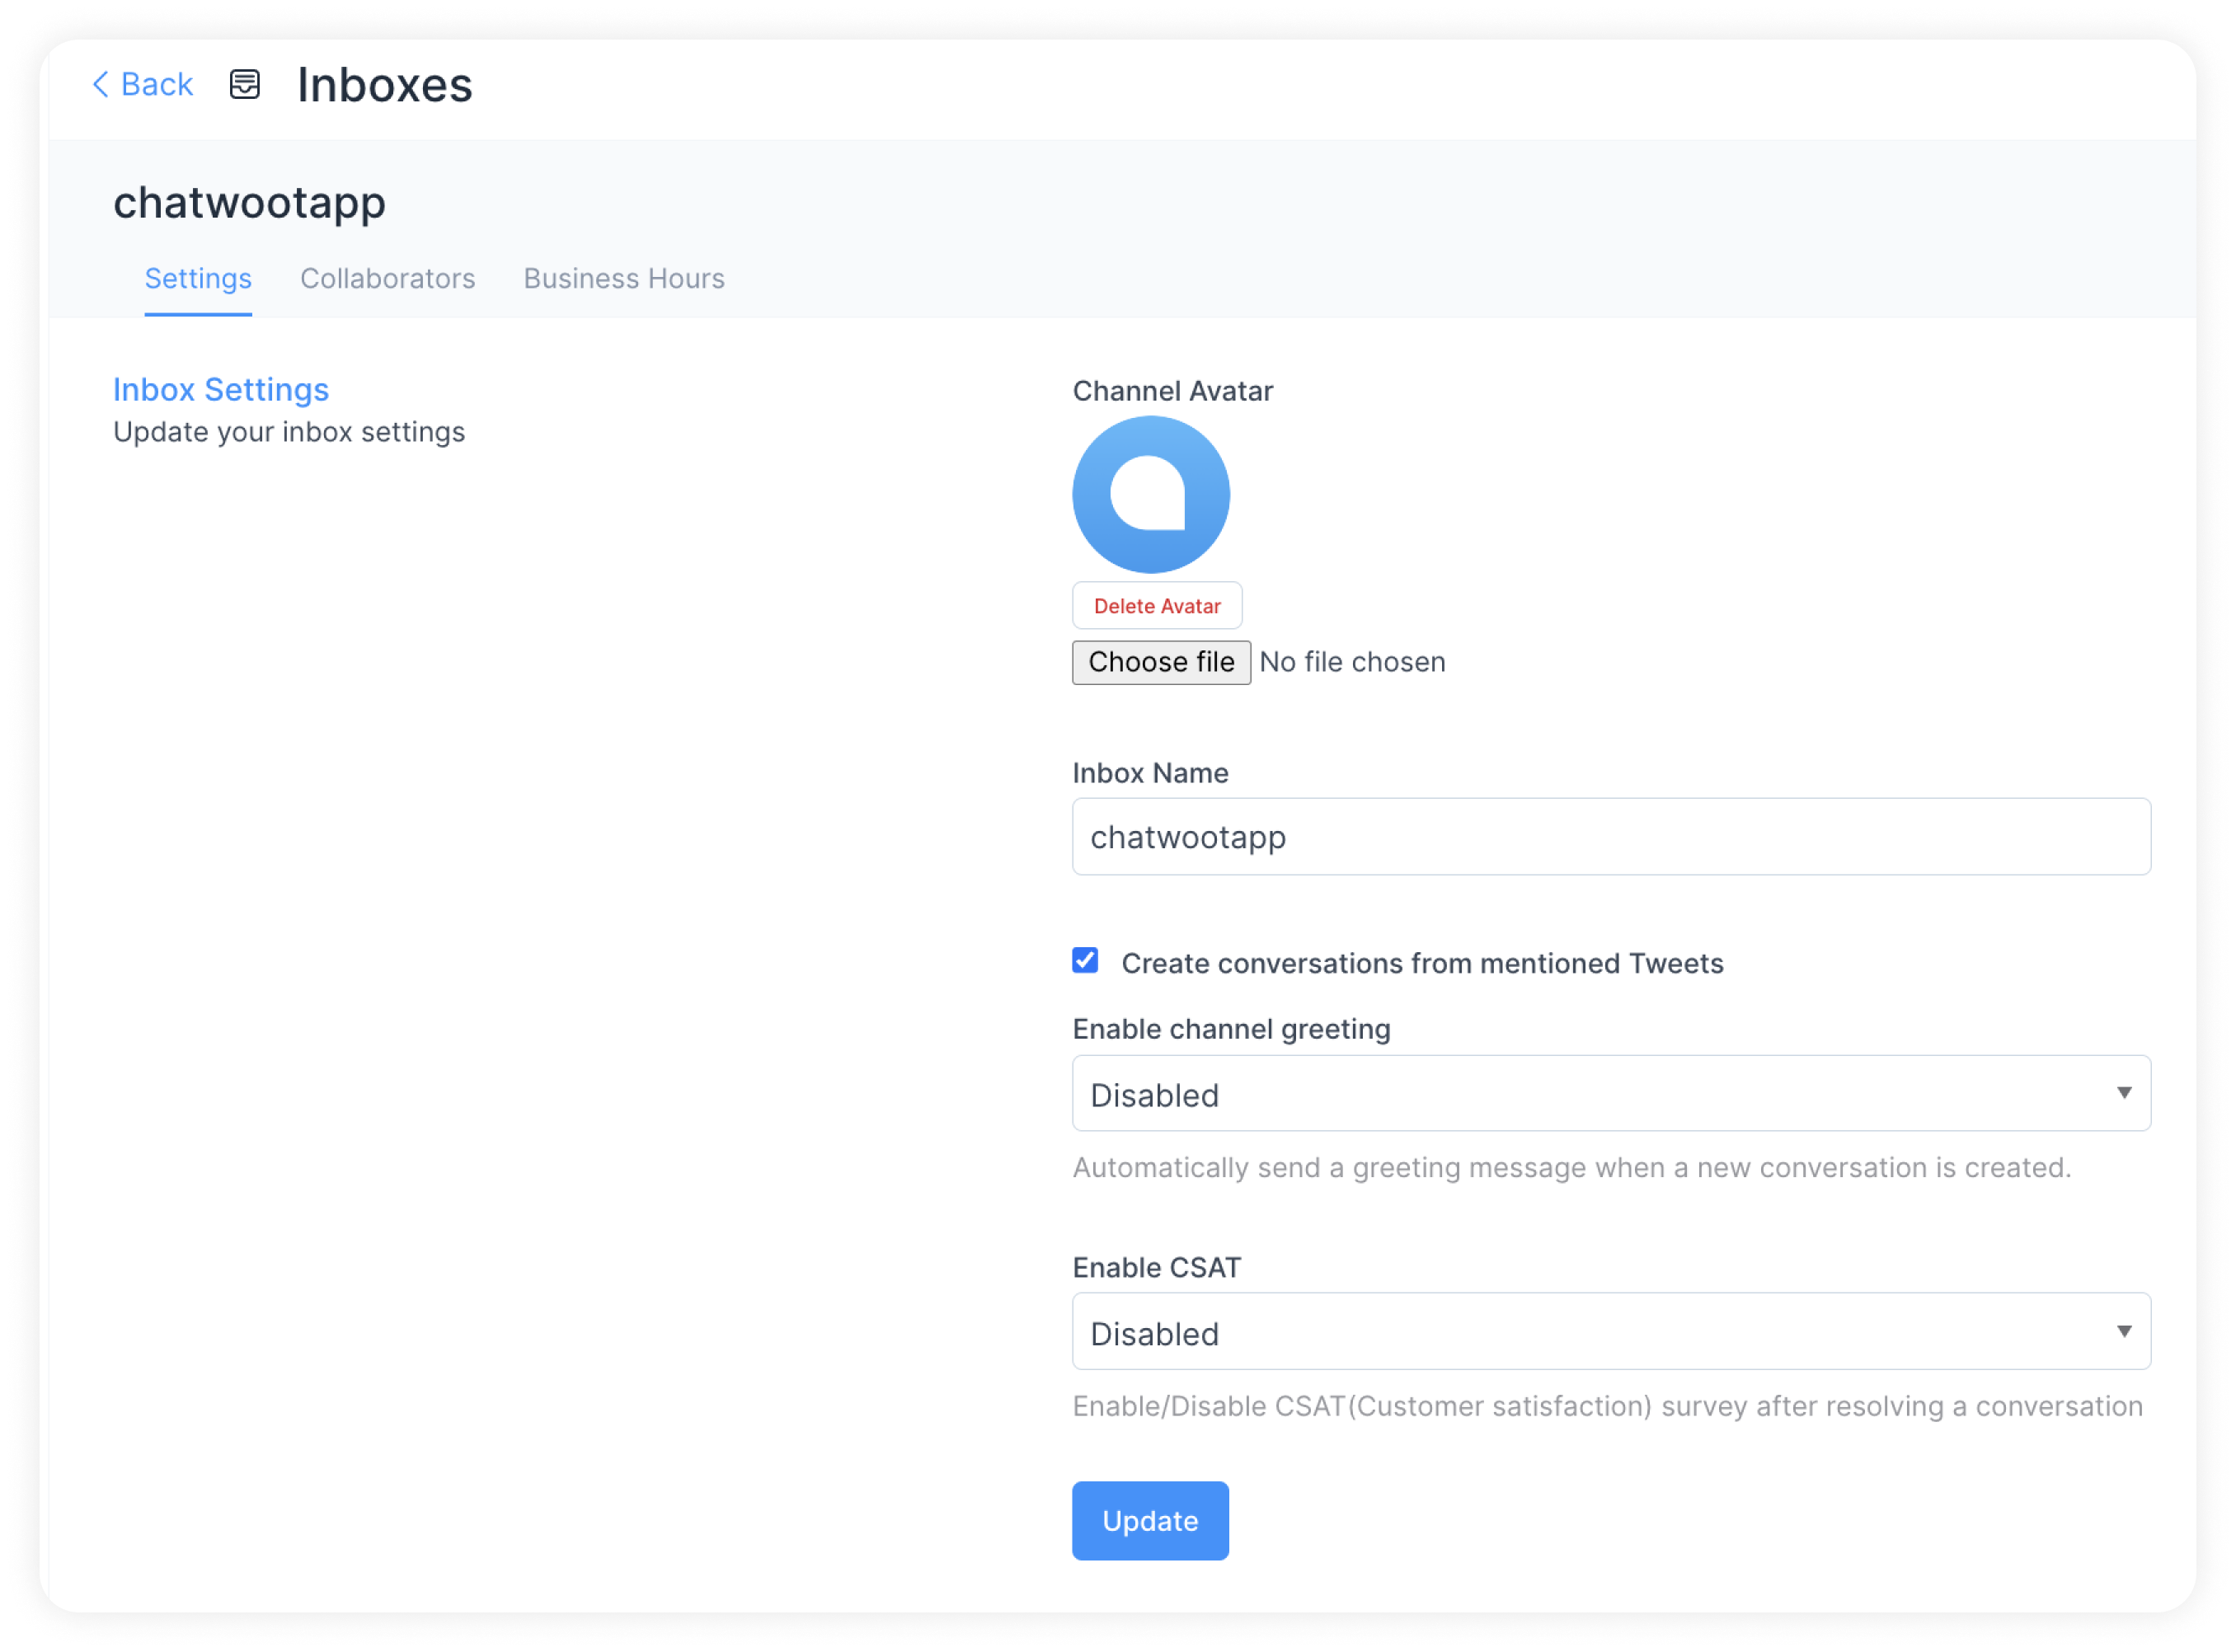 Back Inboxes
chatwootapp
Settings Collaborators Business Hours
Inbox Settings
Update your inbox settings
Channel Avatar
Delete Avatar
Choose file No file chosen
Inbox Name
chatwootapp
Create conversations from mentioned Tweets
Enable channel greeting
Disabled
Automatically send a greeting message when a new conversation is created.
Enable CSAT
Disabled
Enable/Disable CSAT(Customer satisfaction) survey after resolving a conversation
Update